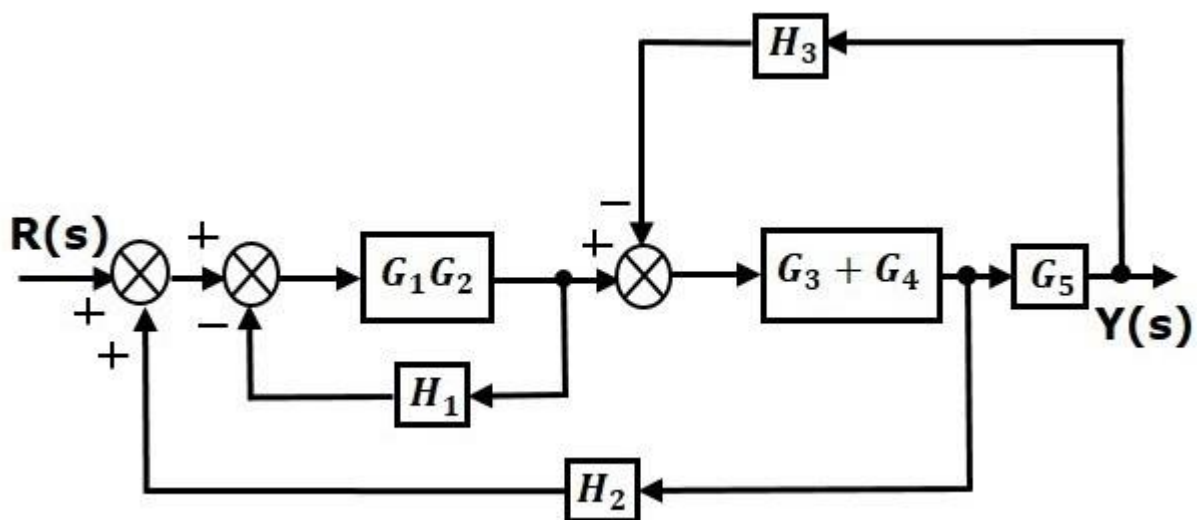 H₃
−
R(s)
+
+
G₁G₂
G₃ + G₄
G₅
+
−
+
Y(s)
H₁
H₂